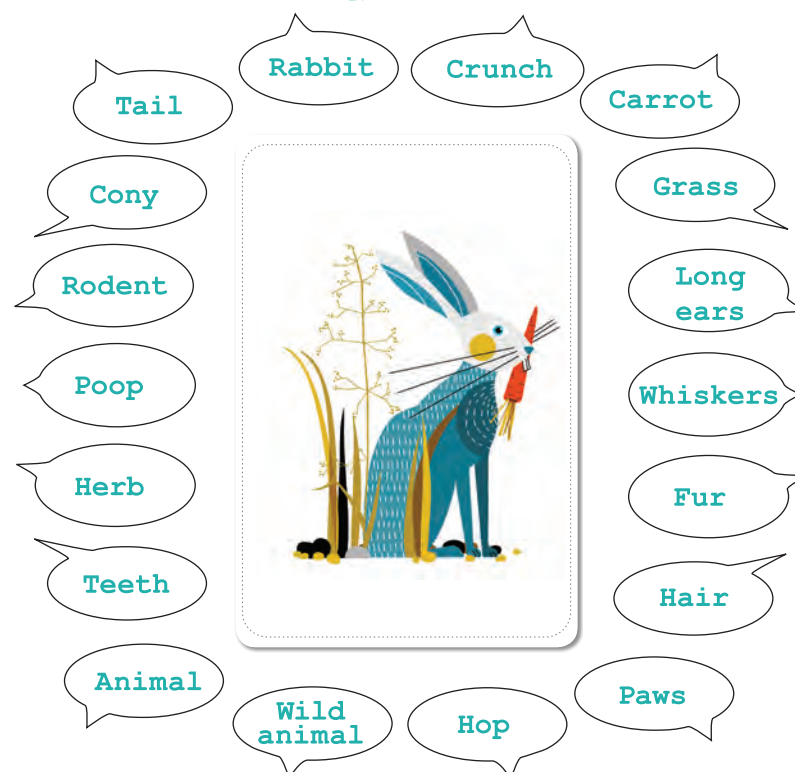 Rabbit
Crunch
Tail
Carrot
Cony
Grass
Rodent
Long
ears
Poop
Whiskers
Herb
Fur
Teeth
Hair
Animal
Paws
Wild
animal
Hop